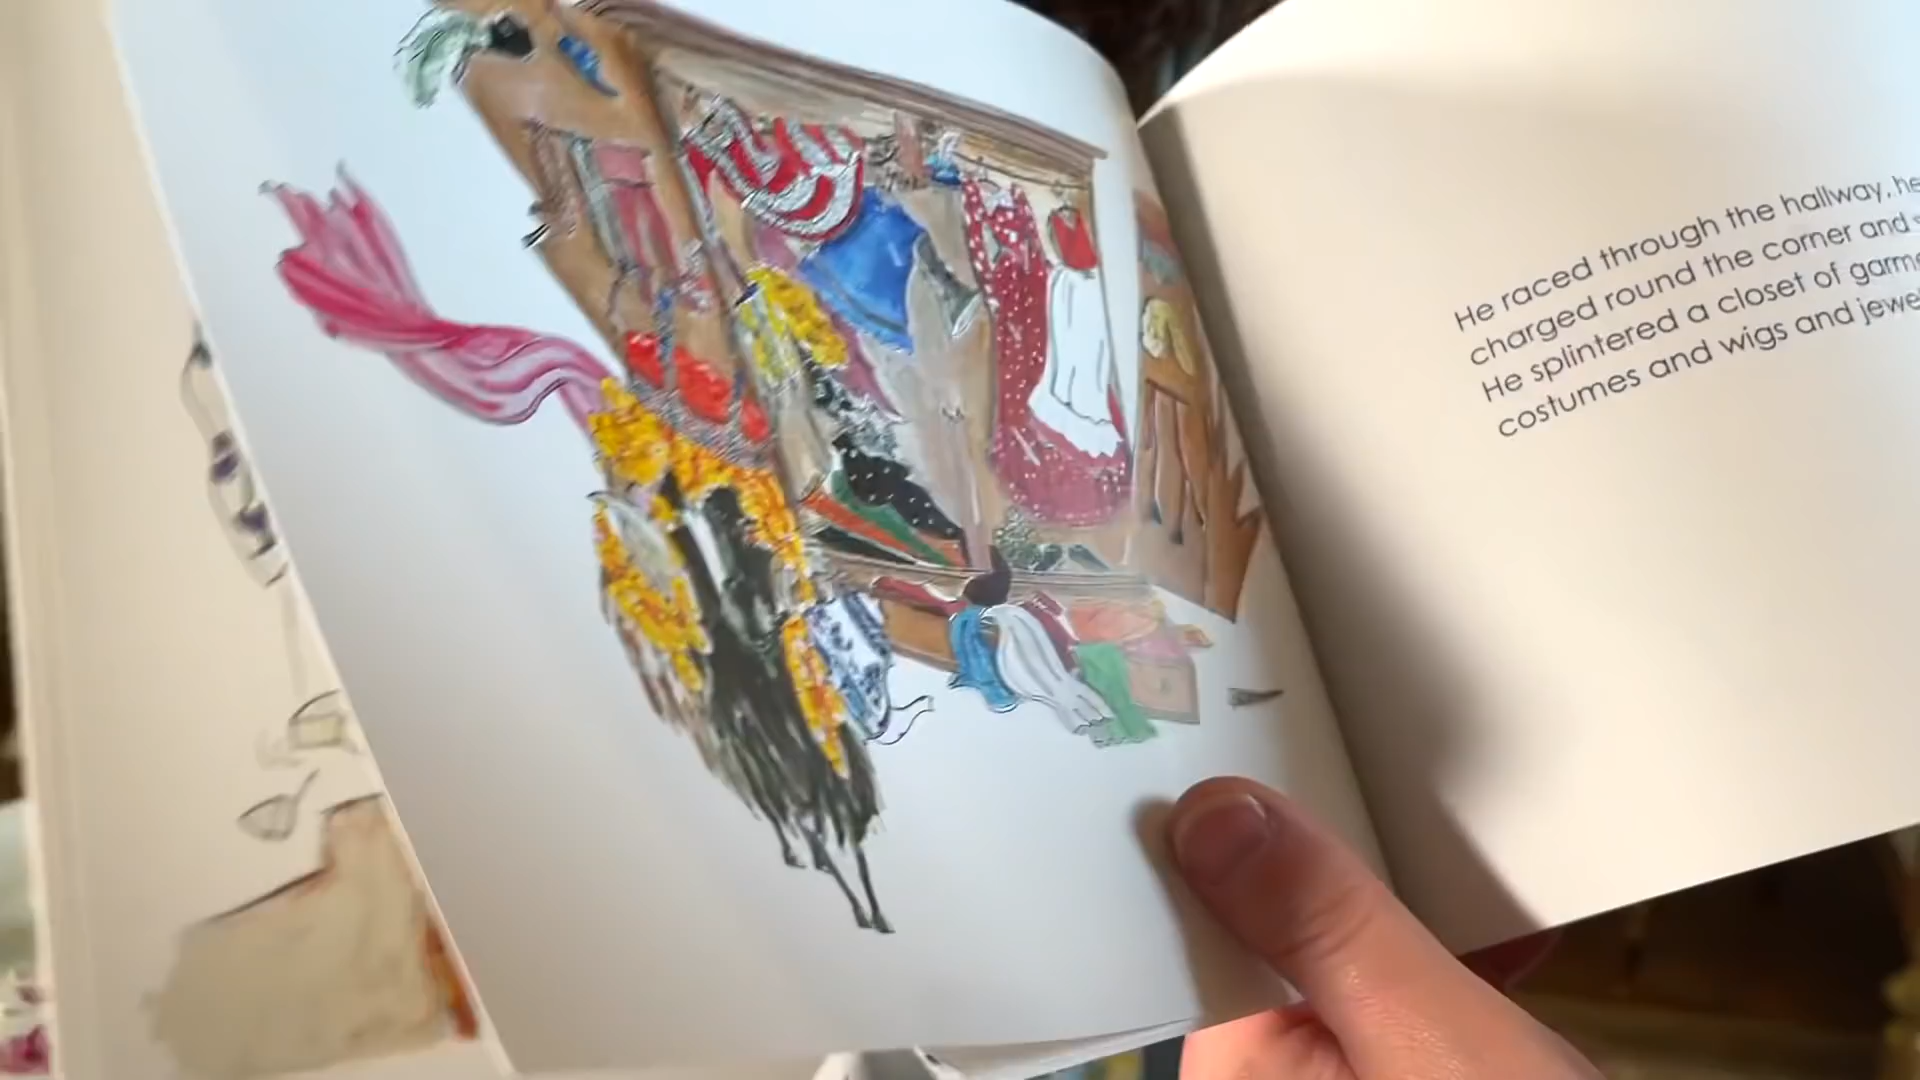 He raced through the hallway, he
charged round the corner and
He splintered a closet of
costumes and wigs and